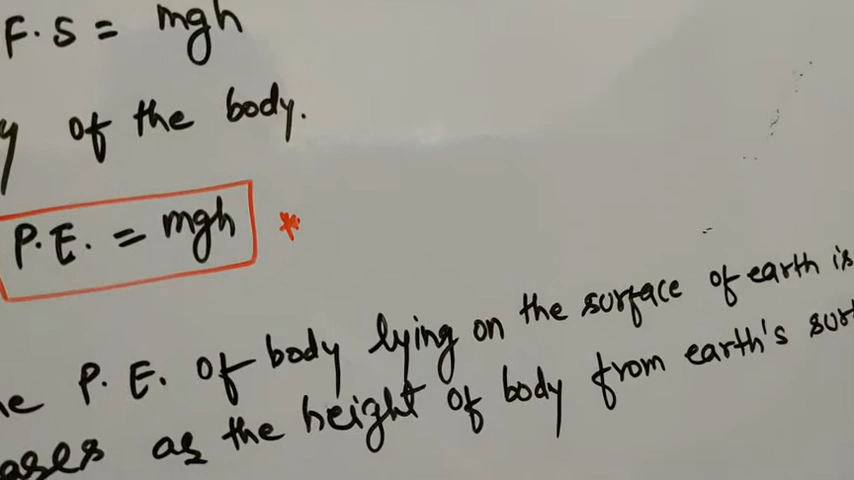 F.S = mgh
y of the body.
P.E. = mgh *
P.E. of body lying on the surface of earth is
as the height of body from earth's